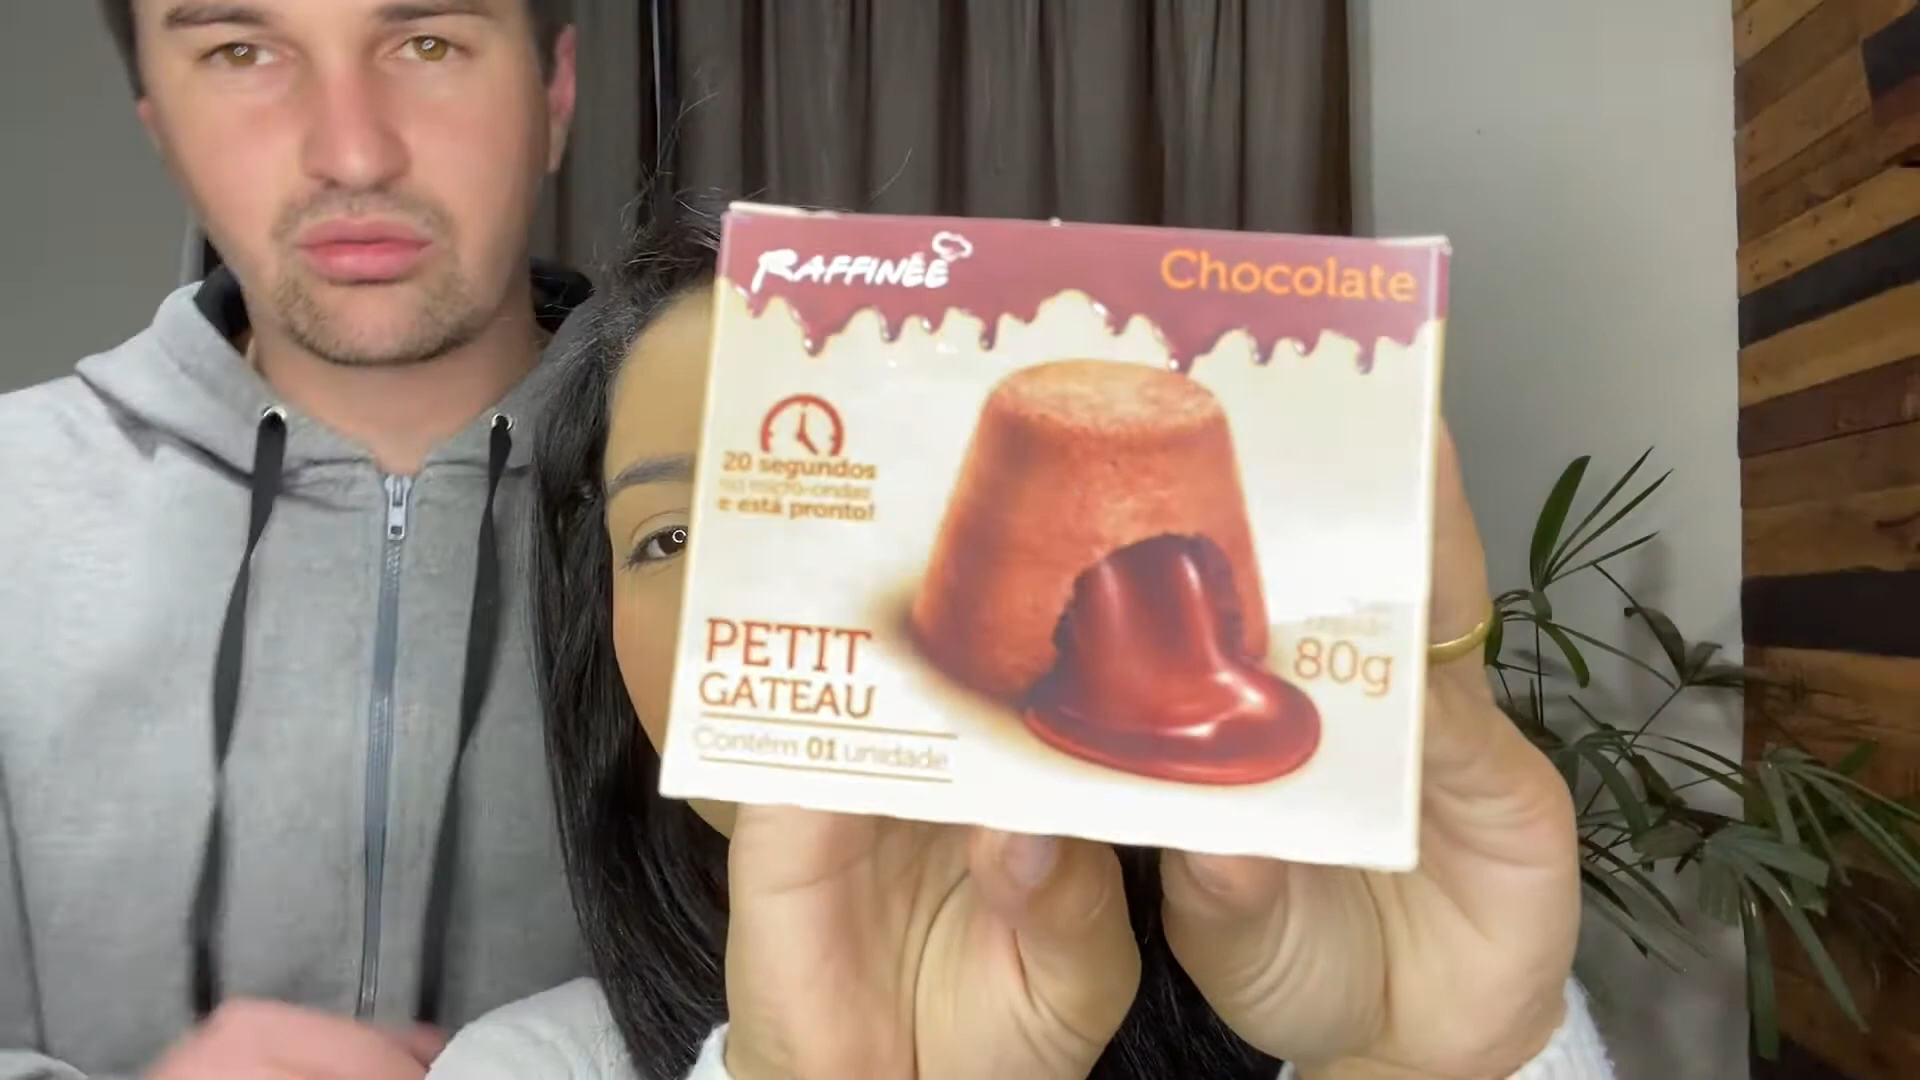 RAFFINÉE
Chocolate
20 segundos
no micro-ondas
e está pronto!
PETIT
GATEAU
Contém 01 unidade
80g